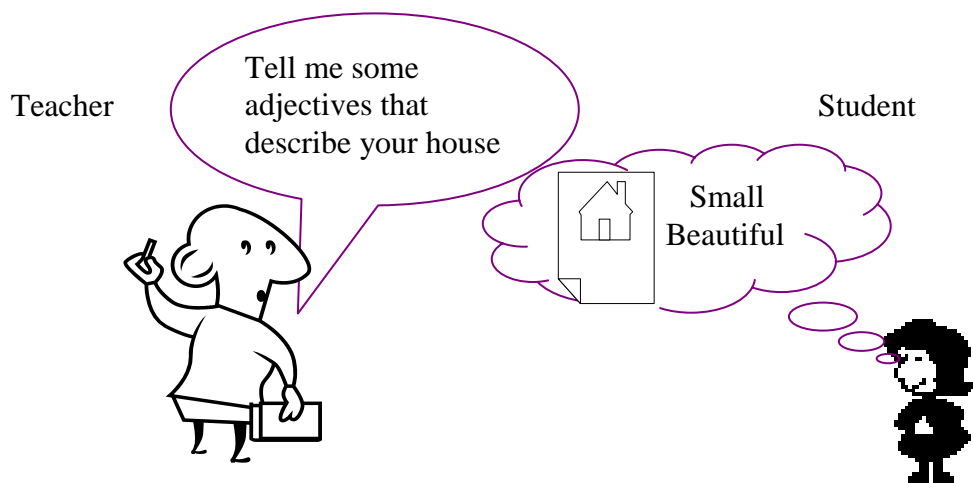 Teacher
Tell me some
adjectives that
describe your house
Student
Small
Beautiful